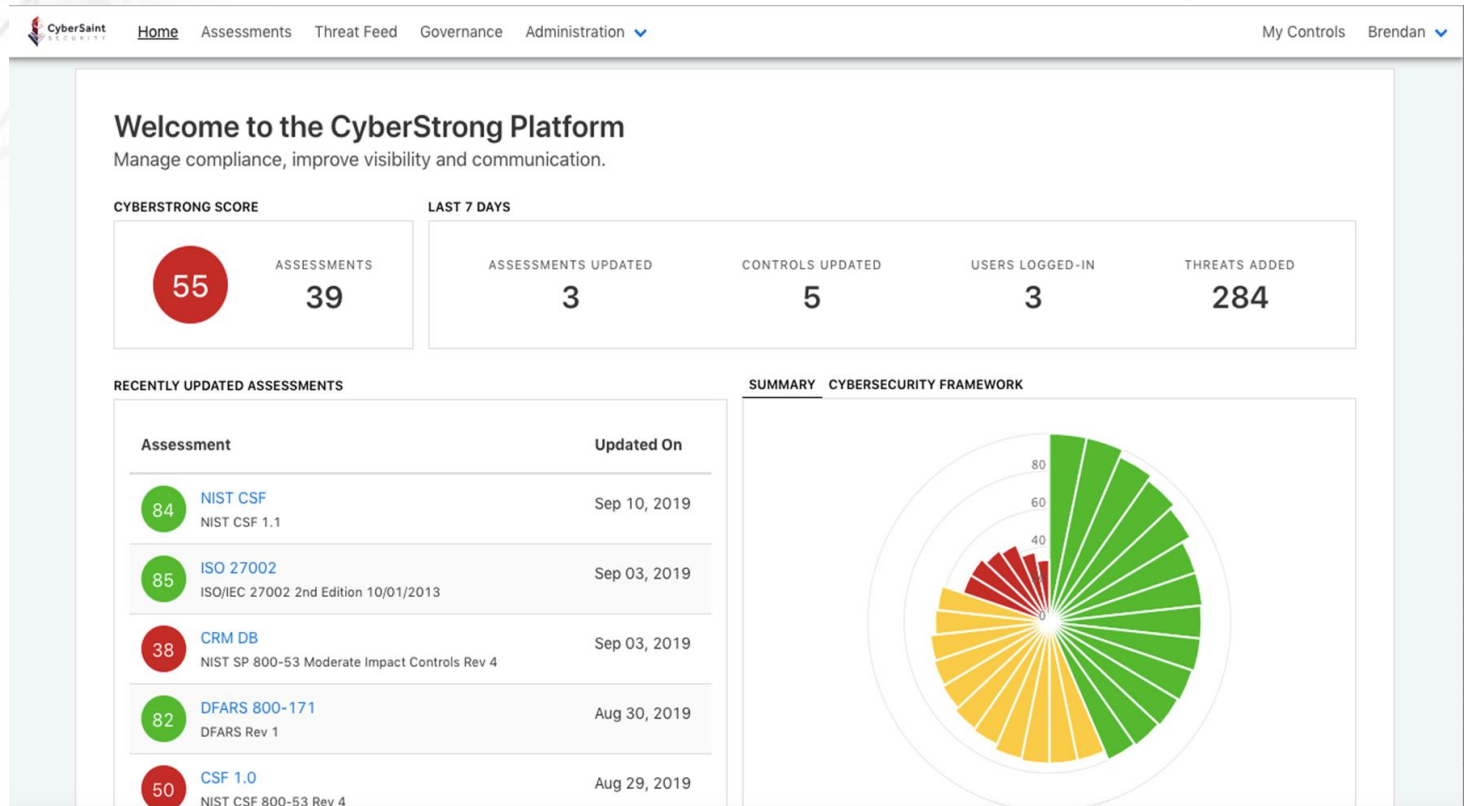 CyberSaint
SECURITY
Home Assessments Threat Feed Governance Administration
My Controls Brendan
Welcome to the CyberStrong Platform
Manage compliance, improve visibility and communication.
CYBERSTRONG SCORE
55
ASSESSMENTS
39
LAST 7 DAYS
ASSESSMENTS UPDATED
3
CONTROLS UPDATED
5
USERS LOGGED-IN
3
THREATS ADDED
284
RECENTLY UPDATED ASSESSMENTS
Assessment Updated On
84 NIST CSF Sep 10, 2019
NIST CSF 1.1
85 ISO 27002 Sep 03, 2019
ISO/IEC 27002 2nd Edition 10/01/2013
38 CRM DB Sep 03, 2019
NIST SP 800-53 Moderate Impact Controls Rev 4
82 DFARS 800-171 Aug 30, 2019
DFARS Rev 1
50 CSF 1.0 Aug 29, 2019
NIST CSF 800-53 Rev 4
SUMMARY CYBERSECURITY FRAMEWORK
80
60
40
0